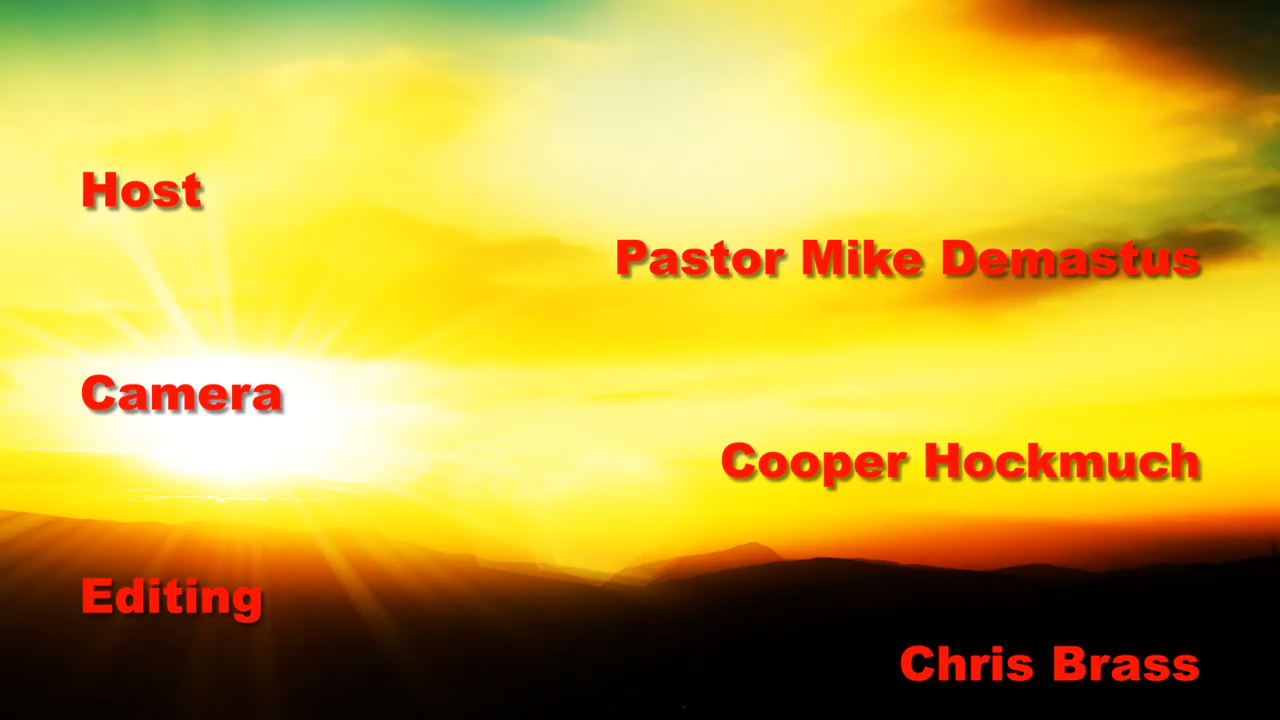 Host
Pastor Mike Demastus
Camera
Cooper Hockmuch
Editing
Chris Brass